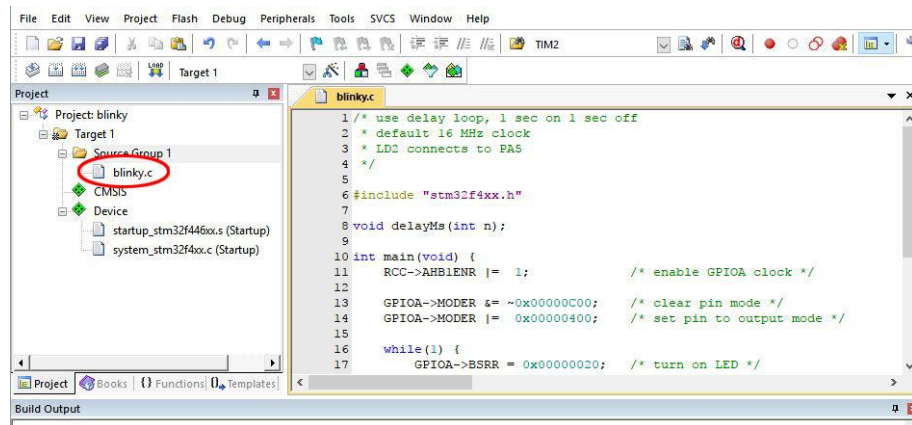 File Edit View Project Flash Debug Peripherals Tools SVCS Window Help
TIM2
LOAD
Target 1
Project
Project: blinky
Target 1
Source Group 1
blinky.c
CMSIS
Device
startup_stm32f446xx.s (Startup)
system_stm32f4xx.c (Startup)
Project Books {} Functions 0 Templates
blinky.c
1 /* use delay loop, 1 sec on 1 sec off
2 * default 16 MHz clock
3 * LD2 connects to PA5
4 */
5
6 #include "stm32f4xx.h"
7
8 void delayMs(int n);
9
10 int main(void) {
11 RCC->AHB1ENR |= 1; /* enable GPIOA clock */
12
13 GPIOA->MODER &= ~0x00000C00; /* clear pin mode */
14 GPIOA->MODER |= 0x00000400; /* set pin to output mode */
15
16 while(1) {
17 GPIOA->BSRR = 0x00000020; /* turn on LED */
Build Output